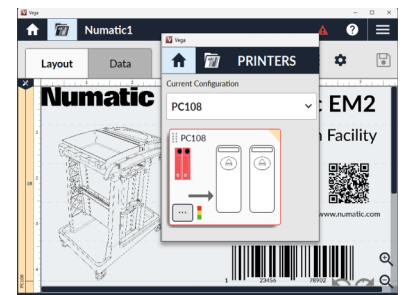 Vega
Numatic1
Layout
Data
Vega
PRINTERS
Current Configuration
PC108
PC108
Numatic
: EM2
Facility
www.numatic.com
1 23456 78902
PC108